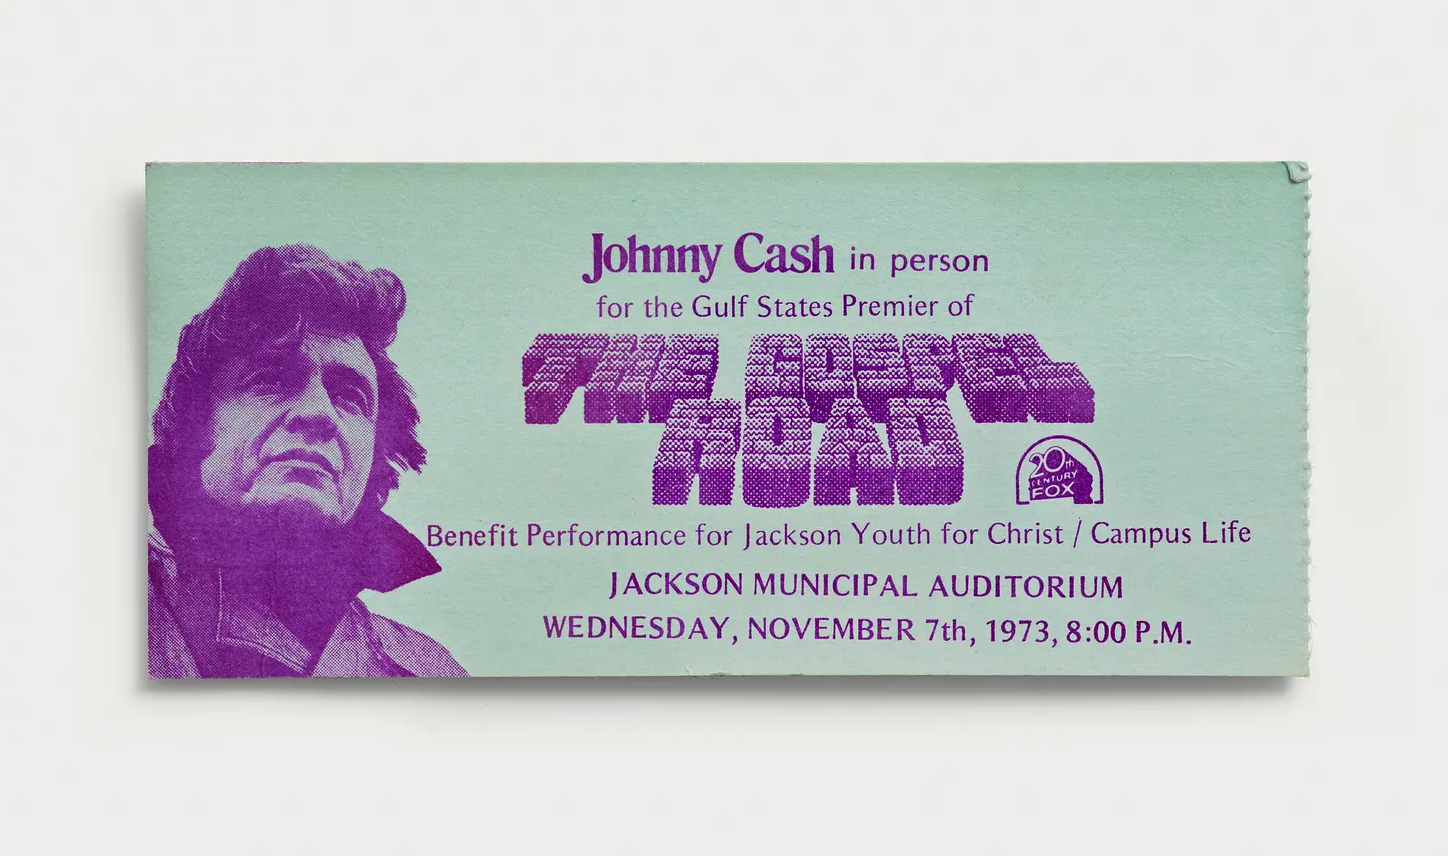 Johnny Cash in person
for the Gulf States Premier of
THE GOSPEL
ROAD
20th
CENTURY
FOX
Benefit Performance for Jackson Youth for Christ / Campus Life
JACKSON MUNICIPAL AUDITORIUM
WEDNESDAY, NOVEMBER 7th, 1973, 8:00 P.M.